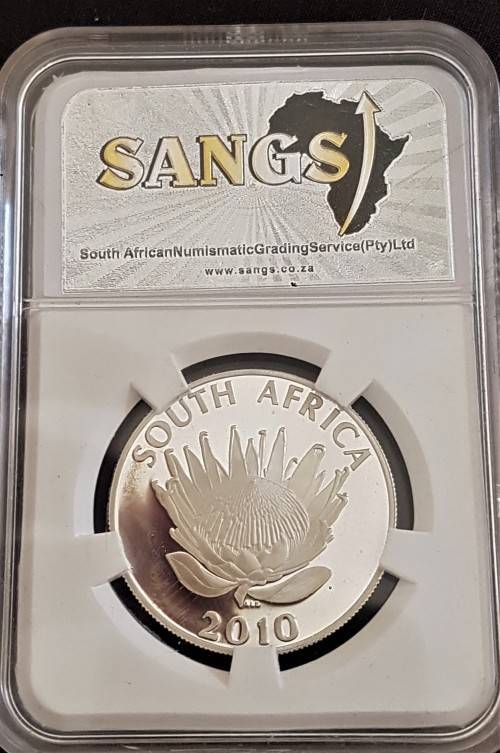 SANGS
South AfricanNumismaticGradingService(Pty)Ltd
www.sangs.co.za
SOUTH AFRICA
2010